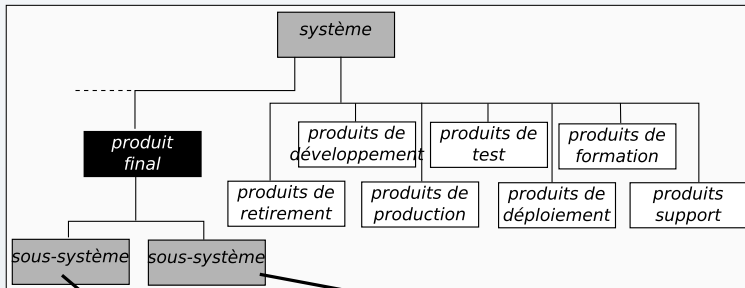 système
produit
final
produits de
développement
produits de
test
produits de
formation
produits de
retirement
produits de
production
produits de
déploiement
produits
support
sous-système
sous-système